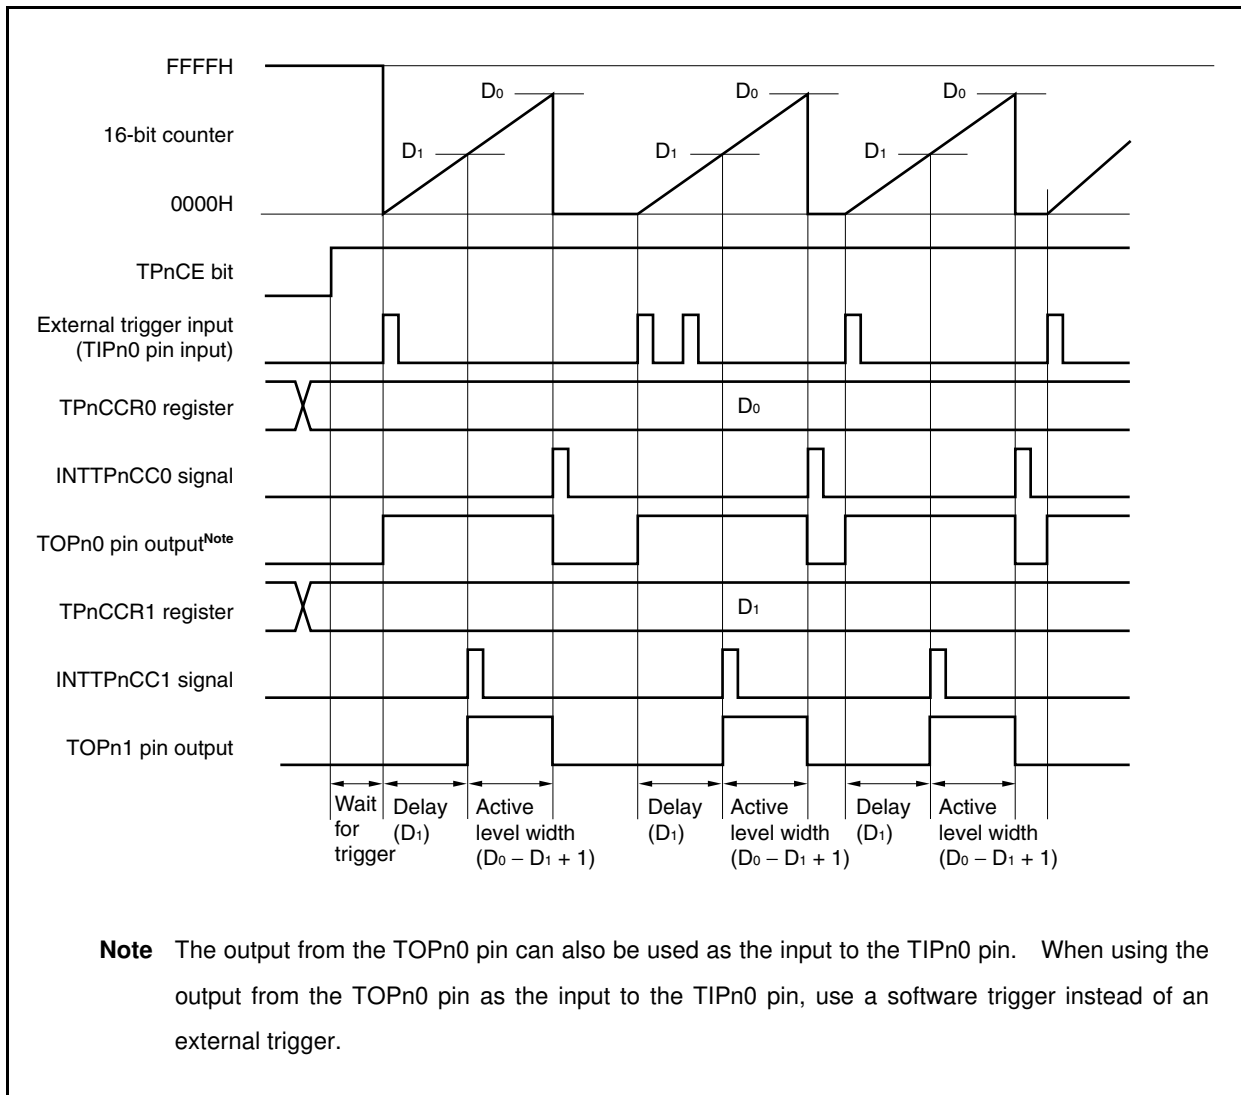 FFFFH
D0 D0 D0
16-bit counter
D1 D1 D1
0000H
TPnCE bit
External trigger input
(TIPn0 pin input)
TPnCCR0 register
D0
INTTPnCC0 signal
TOPn0 pin outputNote
TPnCCR1 register
D1
INTTPnCC1 signal
TOPn1 pin output
Wait
for
trigger
Delay
(D1)
Active
level width
(D0 − D1 + 1)
Delay
(D1)
Active
level width
(D0 − D1 + 1)
Delay
(D1)
Active
level width
(D0 − D1 + 1)
Note The output from the TOPn0 pin can also be used as the input to the TIPn0 pin. When using the
output from the TOPn0 pin as the input to the TIPn0 pin, use a software trigger instead of an
external trigger.